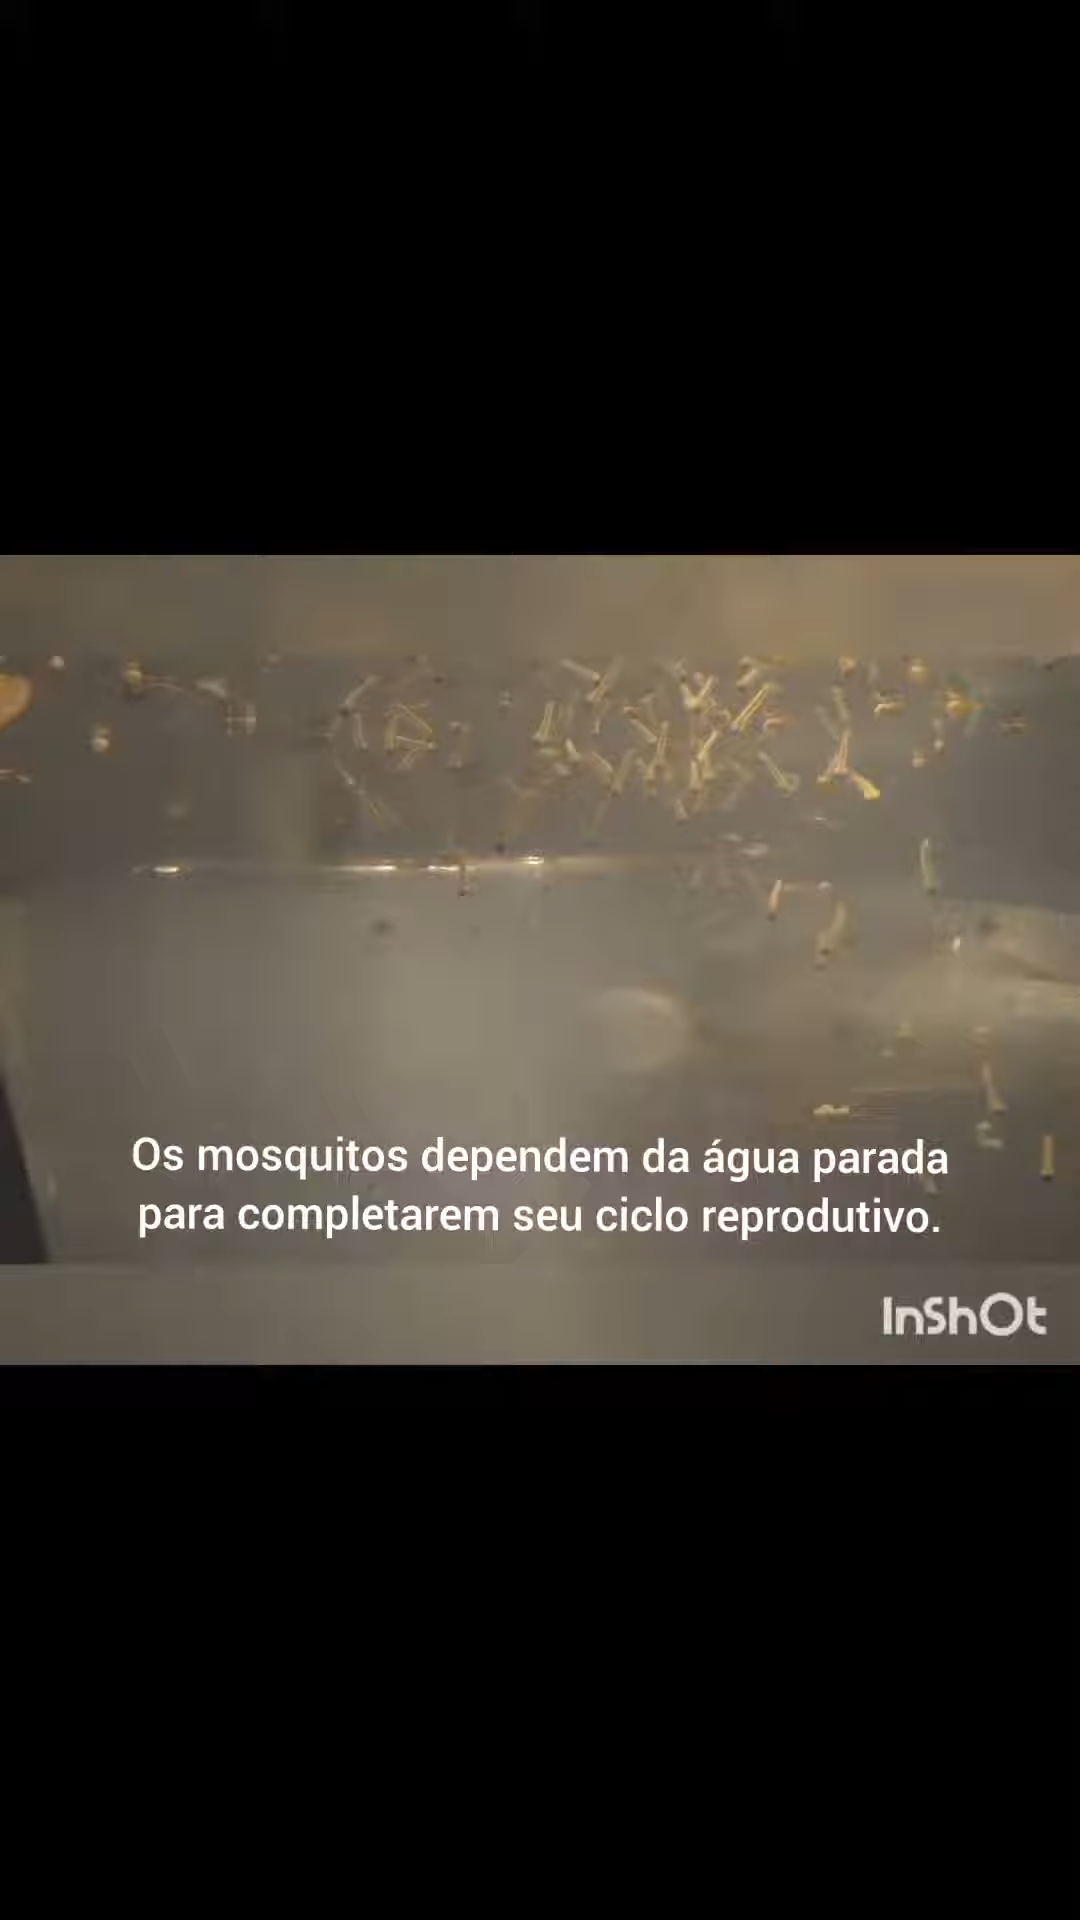 Os mosquitos dependem da água parada
para completarem seu ciclo reprodutivo.
InShOt